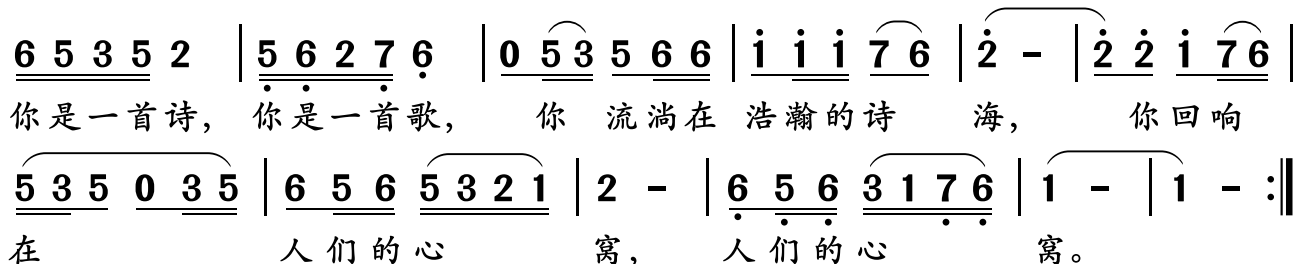 6 5 3 5 2 | 5 6 2 7 6 | 0 5 3 5 6 6 | i i i 7 6 | 2 - | 2 2 i 7 6 |
你是一首诗, 你是一首歌, 你 流淌在 浩瀚的诗 海, 你回响
5 3 5 0 3 5 | 6 5 6 5 3 2 1 | 2 - | 6 5 6 3 1 7 6 | 1 - | 1 - :||
在 人们的心 窝, 人们的心 窝。